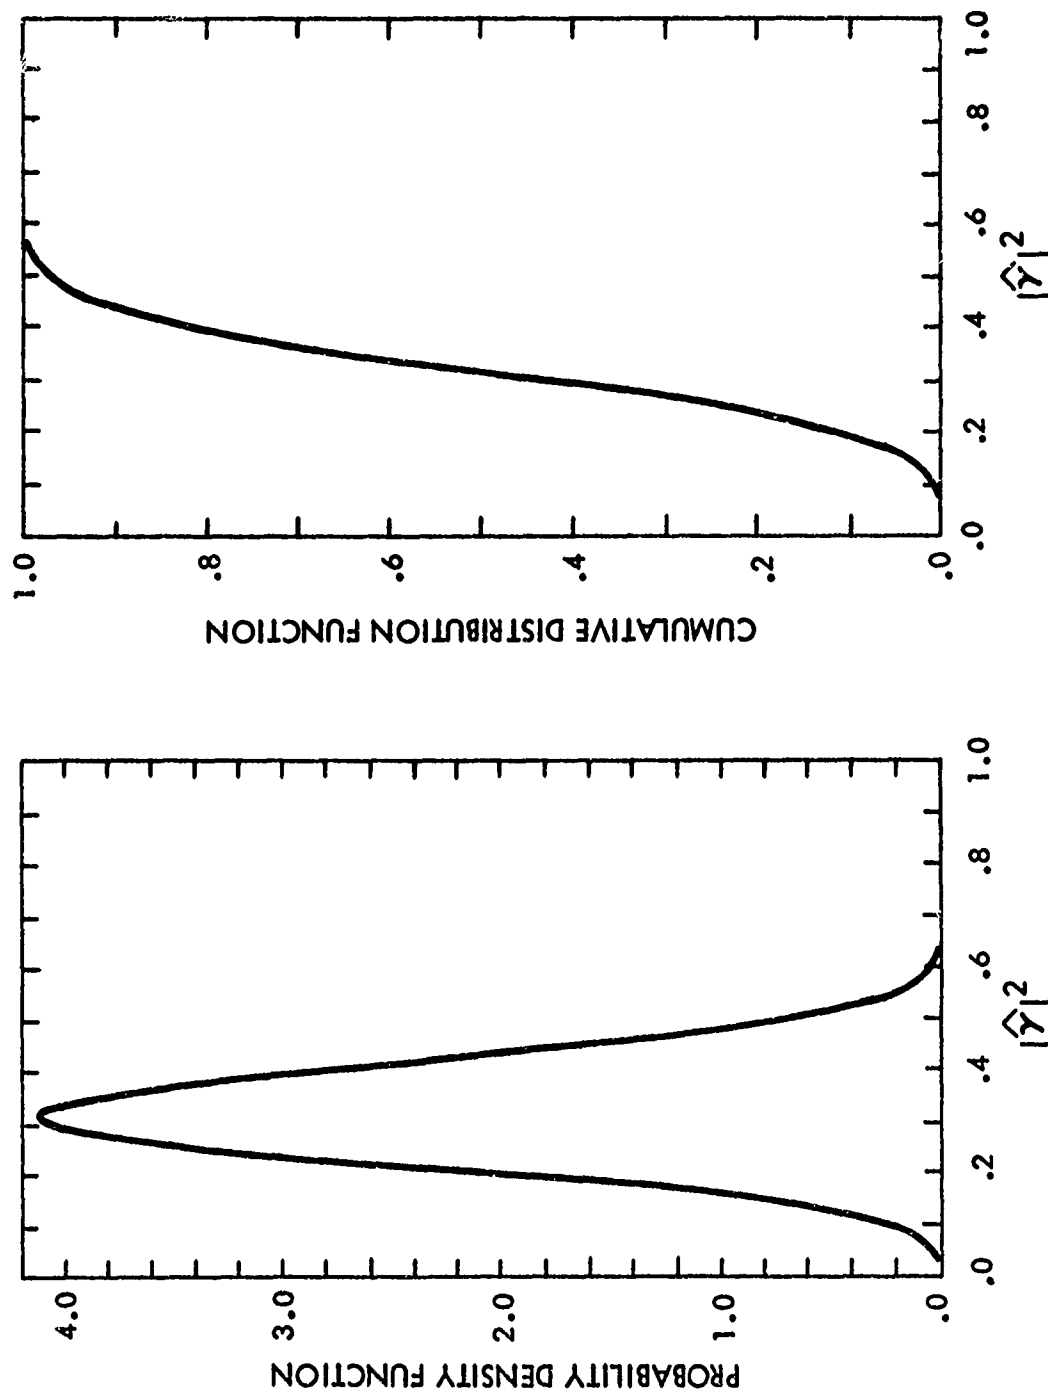 PROBABILITY DENSITY FUNCTION
4.0
3.0
2.0
1.0
.0
.0 .2 .4 .6 .8 1.0
|γ̂|²
CUMULATIVE DISTRIBUTION FUNCTION
1.0
.8
.6
.4
.2
.0
.0 .2 .4 .6 .8 1.0
|γ̂|²